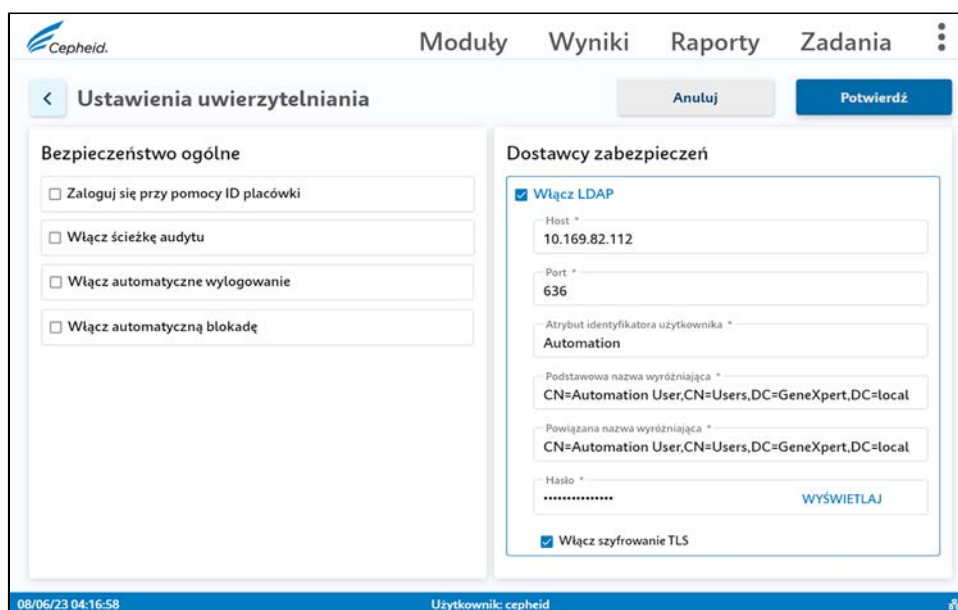 Cepheid.
Moduły Wyniki Raporty Zadania
Ustawienia uwierzytelniania
Anuluj
Potwierdź
Bezpieczeństwo ogólne
Zaloguj się przy pomocy ID placówki
Włącz ścieżkę audytu
Włącz automatyczne wylogowanie
Włącz automatyczną blokadę
Dostawcy zabezpieczeń
Włącz LDAP
Host *
10.169.82.112
Port *
636
Atrybut identyfikatora użytkownika *
Automation
Podstawowa nazwa wyróżniająca *
CN=Automation User,CN=Users,DC=GeneXpert,DC=local
Powiązana nazwa wyróżniająca *
CN=Automation User,CN=Users,DC=GeneXpert,DC=local
Hasło *
•••••••••••••••
WYŚWIETLAJ
Włącz szyfrowanie TLS
08/06/23 04:16:58
Użytkownik: cepheid